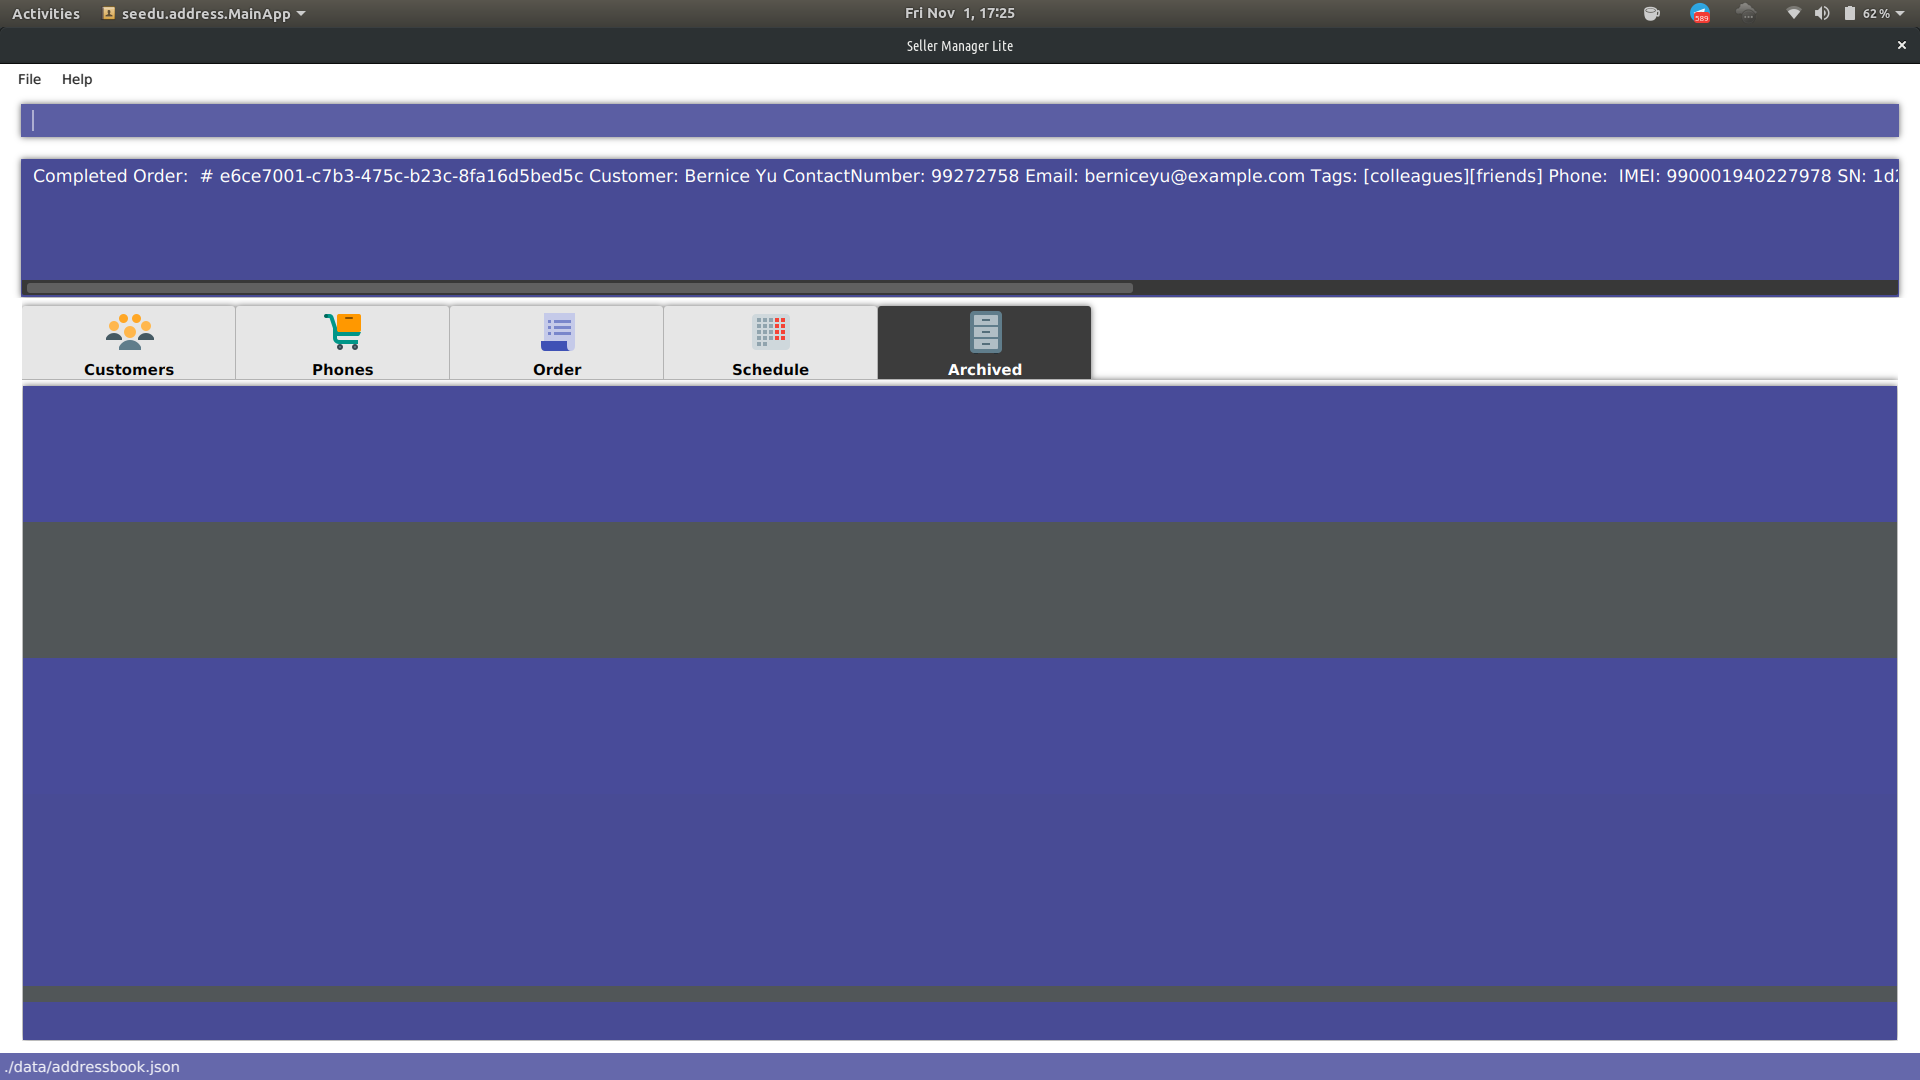 Activities seedu.address.MainApp Fri Nov 1, 17:25 589 62 %
Seller Manager Lite
File Help
Completed Order: # e6ce7001-c7b3-475c-b23c-8fa16d5bed5c Customer: Bernice Yu ContactNumber: 99272758 Email: berniceyu@example.com Tags: [colleagues][friends] Phone: IMEI: 990001940227978 SN:
Customers Phones Order Schedule Archived
./data/addressbook.json